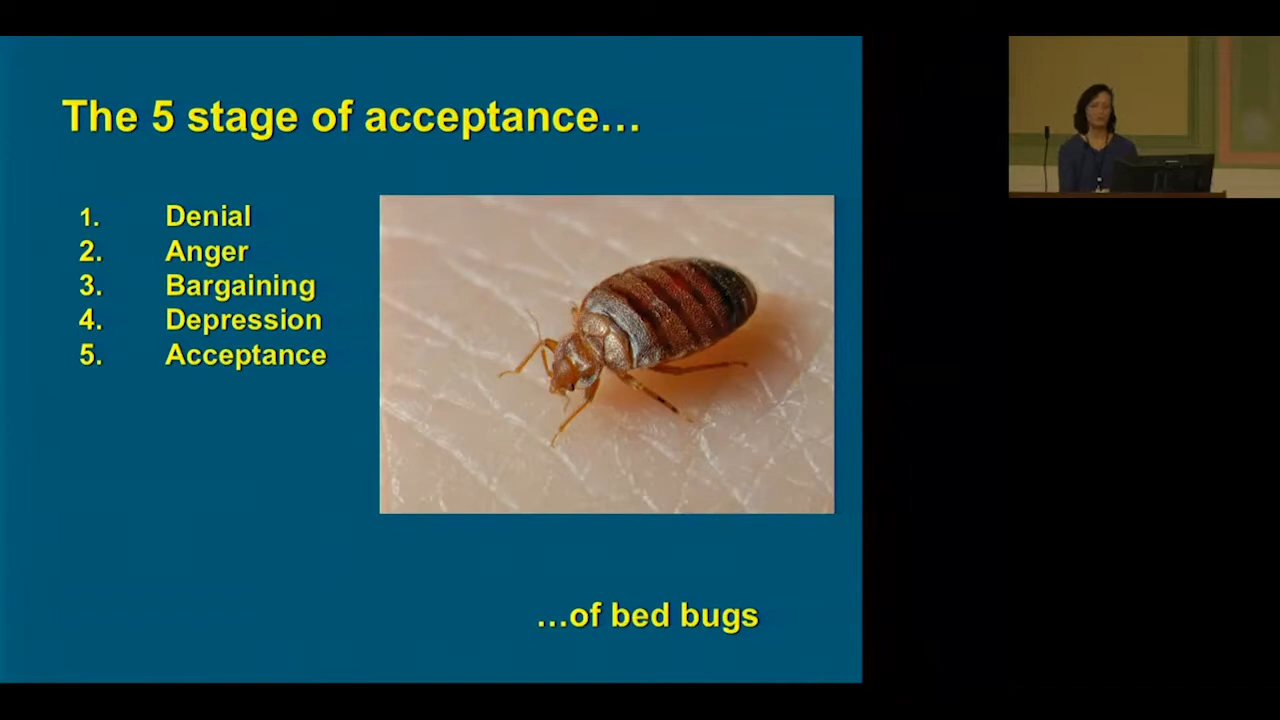 The 5 stage of acceptance…
1. Denial
2. Anger
3. Bargaining
4. Depression
5. Acceptance
…of bed bugs